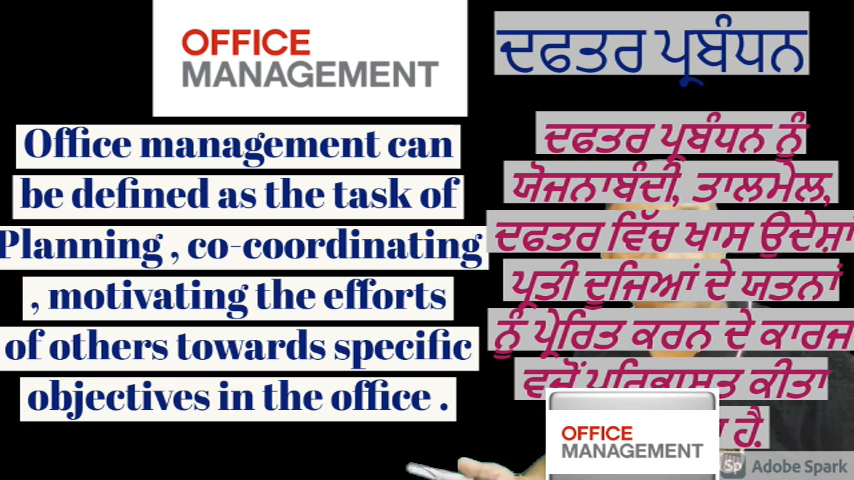 OFFICE
MANAGEMENT
Office management can
be defined as the task of
Planning , co-coordinating
, motivating the efforts
of others towards specific
objectives in the office .
ਦਫਤਰ ਪ੍ਰਬੰਧਨ
ਦਫਤਰ ਪ੍ਰਬੰਧਨ ਨੂੰ
ਯੋਜਨਾਬੰਦੀ, ਤਾਲਮੇਲ,
ਦਫਤਰ ਵਿੱਚ ਖਾਸ ਉਦੇਸ਼ਾਂ
ਪ੍ਰਤੀ ਦੂਜਿਆਂ ਦੇ ਯਤਨਾਂ
ਨੂੰ ਪ੍ਰੇਰਿਤ ਕਰਨ ਦੇ ਕਾਰਜ
ਵਜੋਂ ਪਰਿਭਾਸ਼ਤ ਕੀਤਾ
ਹੈ.
OFFICE
MANAGEMENT
Sp Adobe Spark